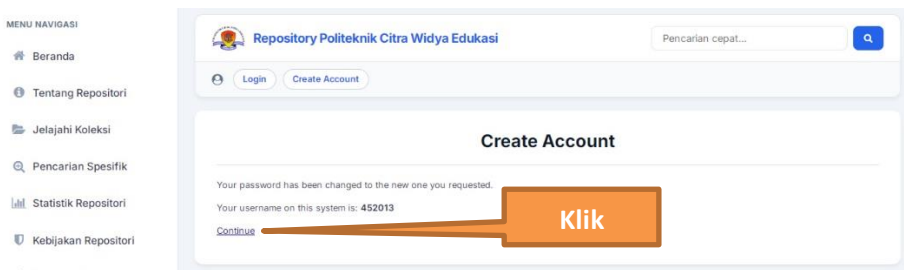 MENU NAVIGASI
Beranda
Tentang Repositori
Jelajahi Koleksi
Pencarian Spesifik
Statistik Repositori
Kebijakan Repositori
Repository Politeknik Citra Widya Edukasi
Pencarian cepat...
Login
Create Account
Create Account
Your password has been changed to the new one you requested.
Your username on this system is: 452013
Continue
Klik